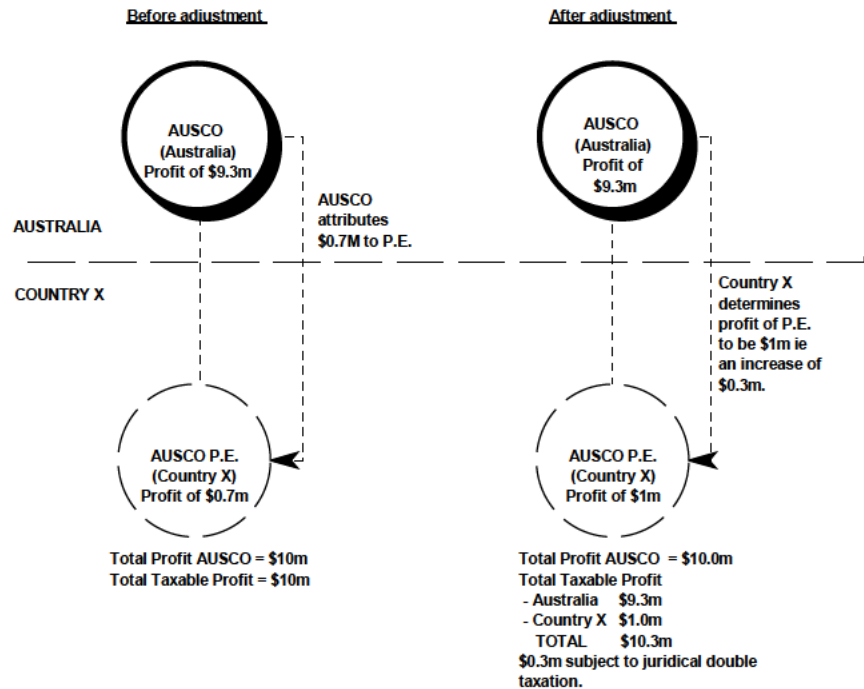 Before adjustment
After adjustment
AUSCO
(Australia)
Profit of $9.3m
AUSCO
attributes
$0.7M to P.E.
AUSCO
(Australia)
Profit of
$9.3m
AUSTRALIA
COUNTRY X
Country X
determines
profit of P.E.
to be $1m ie
an increase of
$0.3m.
AUSCO P.E.
(Country X)
Profit of $0.7m
AUSCO P.E.
(Country X)
Profit of $1m
Total Profit AUSCO = $10m
Total Taxable Profit = $10m
Total Profit AUSCO = $10.0m
Total Taxable Profit
- Australia $9.3m
- Country X $1.0m
TOTAL $10.3m
$0.3m subject to juridical double
taxation.